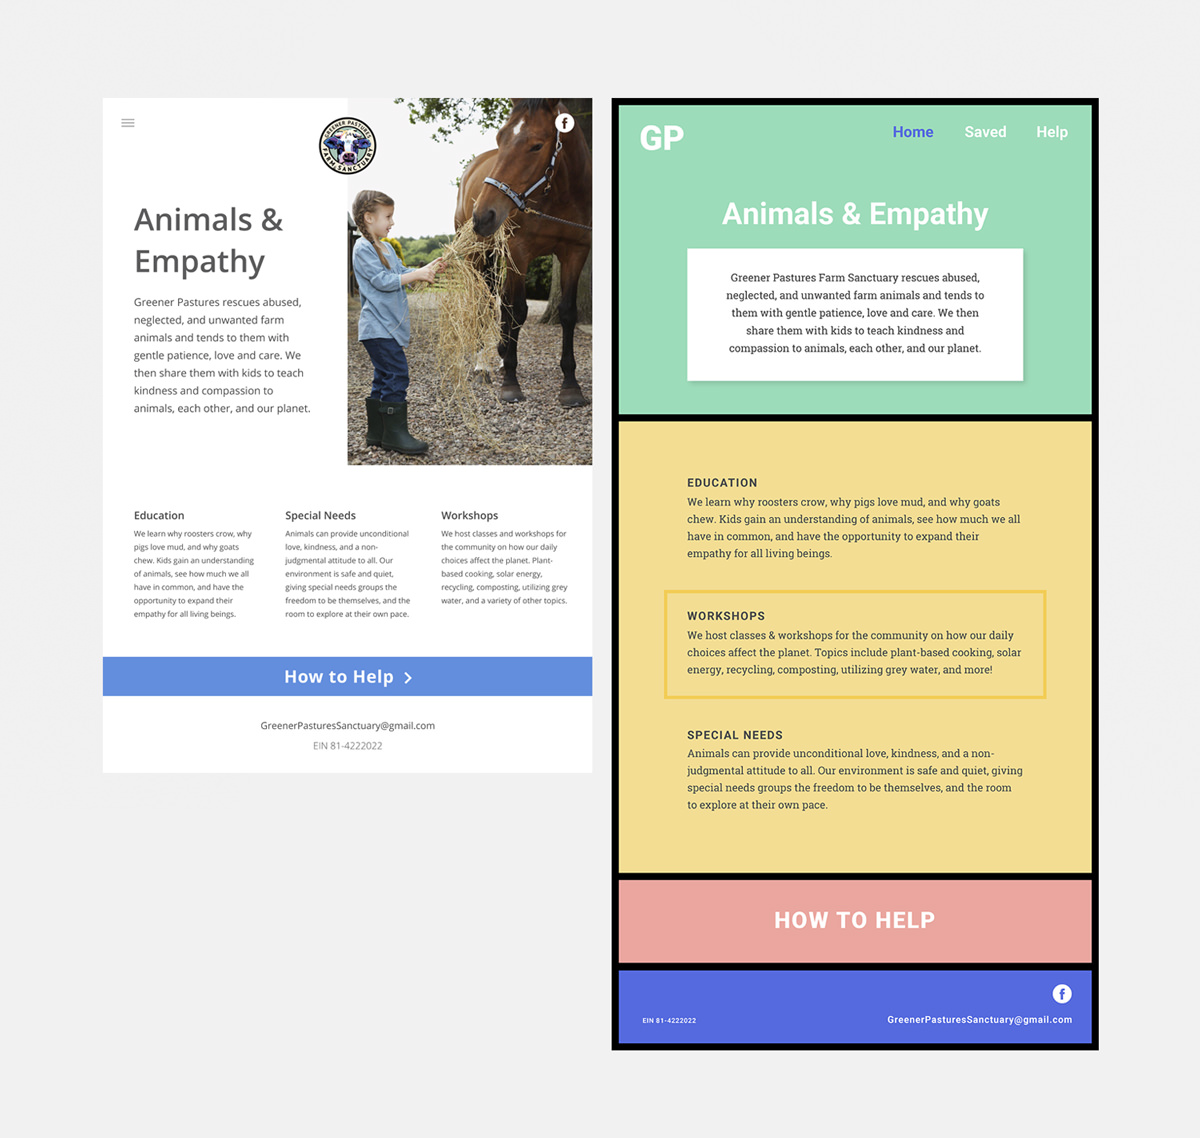 GREENER PASTURES
FARM SANCTUARY
f
Animals &
Empathy
Greener Pastures rescues abused,
neglected, and unwanted farm
animals and tends to them with
gentle patience, love and care. We
then share them with kids to teach
kindness and compassion to
animals, each other, and our planet.
Education
We learn why roosters crow, why
pigs love mud, and why goats
chew. Kids gain an understanding
of animals, see how much we all
have in common, and have the
opportunity to expand their
empathy for all living beings.
Special Needs
Animals can provide unconditional
love, kindness, and a non-
judgmental attitude to all. Our
environment is safe and quiet,
giving special needs groups the
freedom to be themselves, and the
room to explore at their own pace.
Workshops
We host classes and workshops for
the community on how our daily
choices affect the planet. Plant-
based cooking, solar energy,
recycling, composting, utilizing grey
water, and a variety of other topics.
How to Help >
GreenerPasturesSanctuary@gmail.com
EIN 81-4222022
GP
Home Saved Help
Animals & Empathy
Greener Pastures Farm Sanctuary rescues abused,
neglected, and unwanted farm animals and tends to
them with gentle patience, love and care. We then
share them with kids to teach kindness and
compassion to animals, each other, and our planet.
EDUCATION
We learn why roosters crow, why pigs love mud, and why goats
chew. Kids gain an understanding of animals, see how much we all
have in common, and have the opportunity to expand their
empathy for all living beings.
WORKSHOPS
We host classes & workshops for the community on how our daily
choices affect the planet. Topics include plant-based cooking, solar
energy, recycling, composting, utilizing grey water, and more!
SPECIAL NEEDS
Animals can provide unconditional love, kindness, and a non-
judgmental attitude to all. Our environment is safe and quiet, giving
special needs groups the freedom to be themselves, and the room
to explore at their own pace.
HOW TO HELP
f
EIN 81-4222022
GreenerPasturesSanctuary@gmail.com